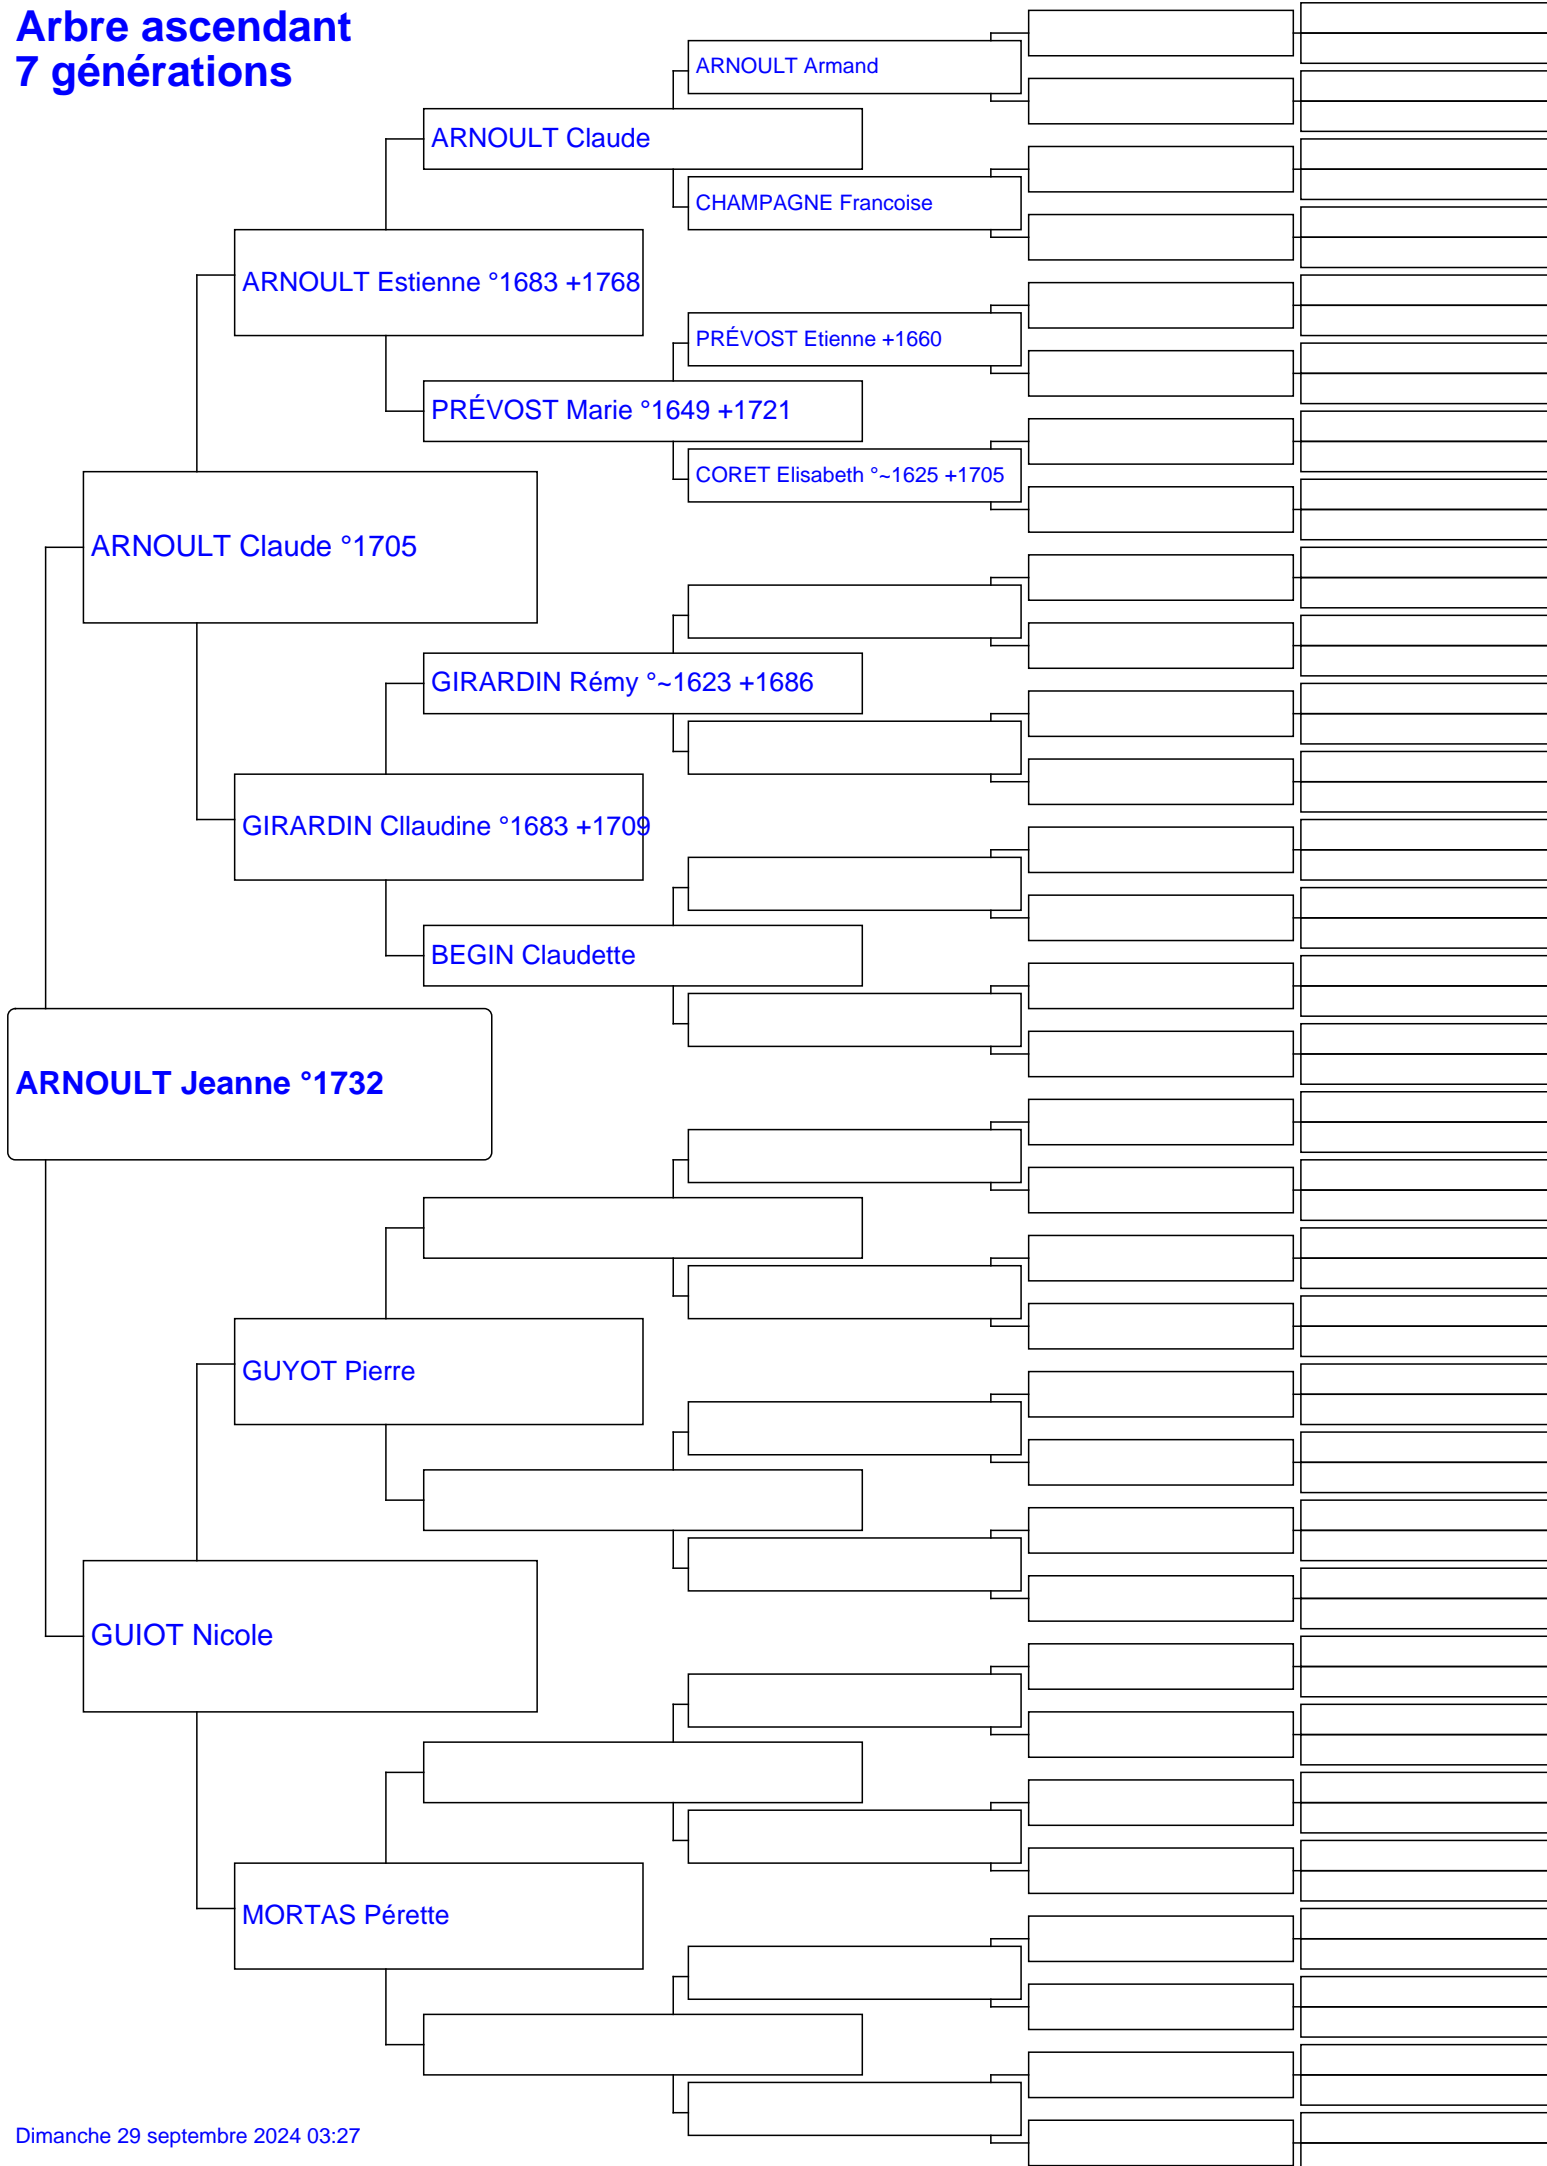 Arbre ascendant
7 générations
ARNOULT Armand
ARNOULT Claude
CHAMPAGNE Francoise
ARNOULT Estienne °1683 +1768
PRÉVOST Etienne +1660
PRÉVOST Marie °1649 +1721
CORET Elisabeth °~1625 +1705
ARNOULT Claude °1705
GIRARDIN Rémy °~1623 +1686
GIRARDIN Cllaudine °1683 +1709
BEGIN Claudette
ARNOULT Jeanne °1732
GUYOT Pierre
GUIOT Nicole
MORTAS Pérette
Dimanche 29 septembre 2024 03:27